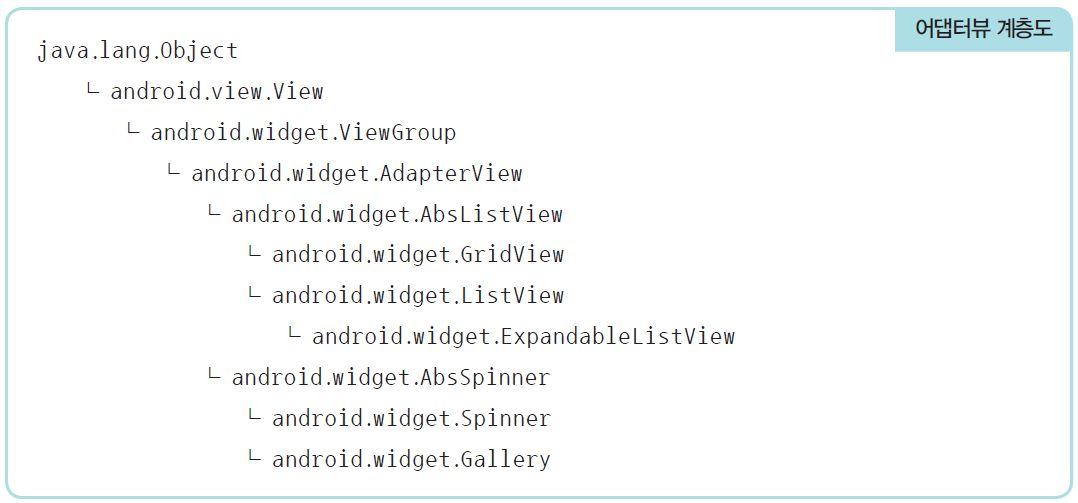 어댑터뷰 계층도
java.lang.Object
└ android.view.View
└ android.widget.ViewGroup
└ android.widget.AdapterView
└ android.widget.AbsListView
└ android.widget.GridView
└ android.widget.ListView
└ android.widget.ExpandableListView
└ android.widget.AbsSpinner
└ android.widget.Spinner
└ android.widget.Gallery